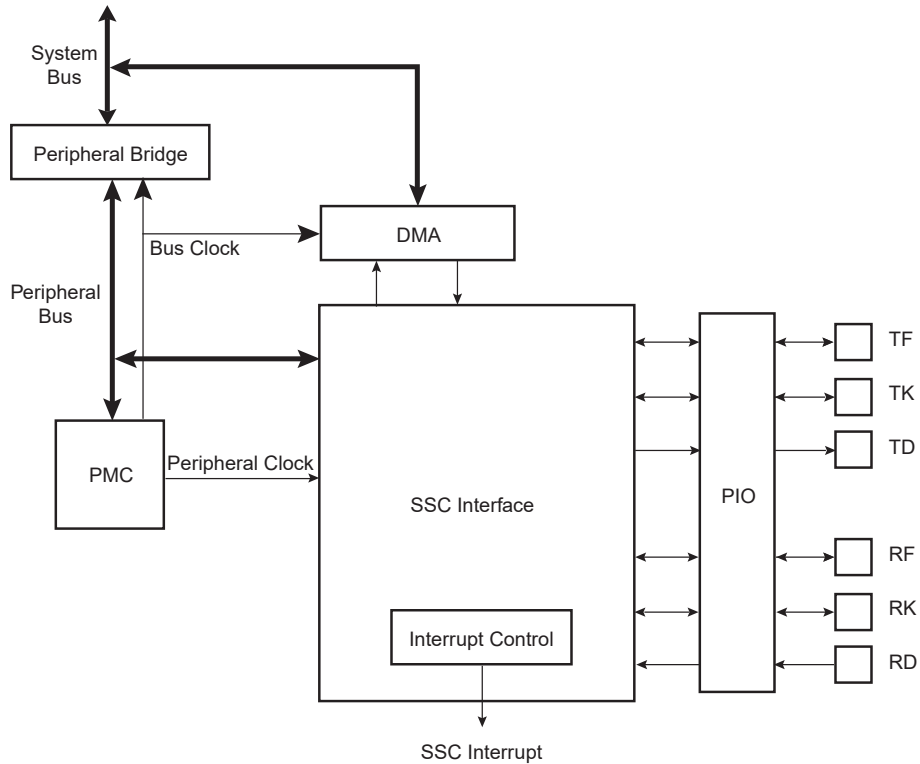 System
Bus
Peripheral Bridge
Bus Clock
DMA
Peripheral
Bus
TF
TK
TD
PMC
Peripheral Clock
SSC Interface
PIO
RF
RK
RD
Interrupt Control
SSC Interrupt